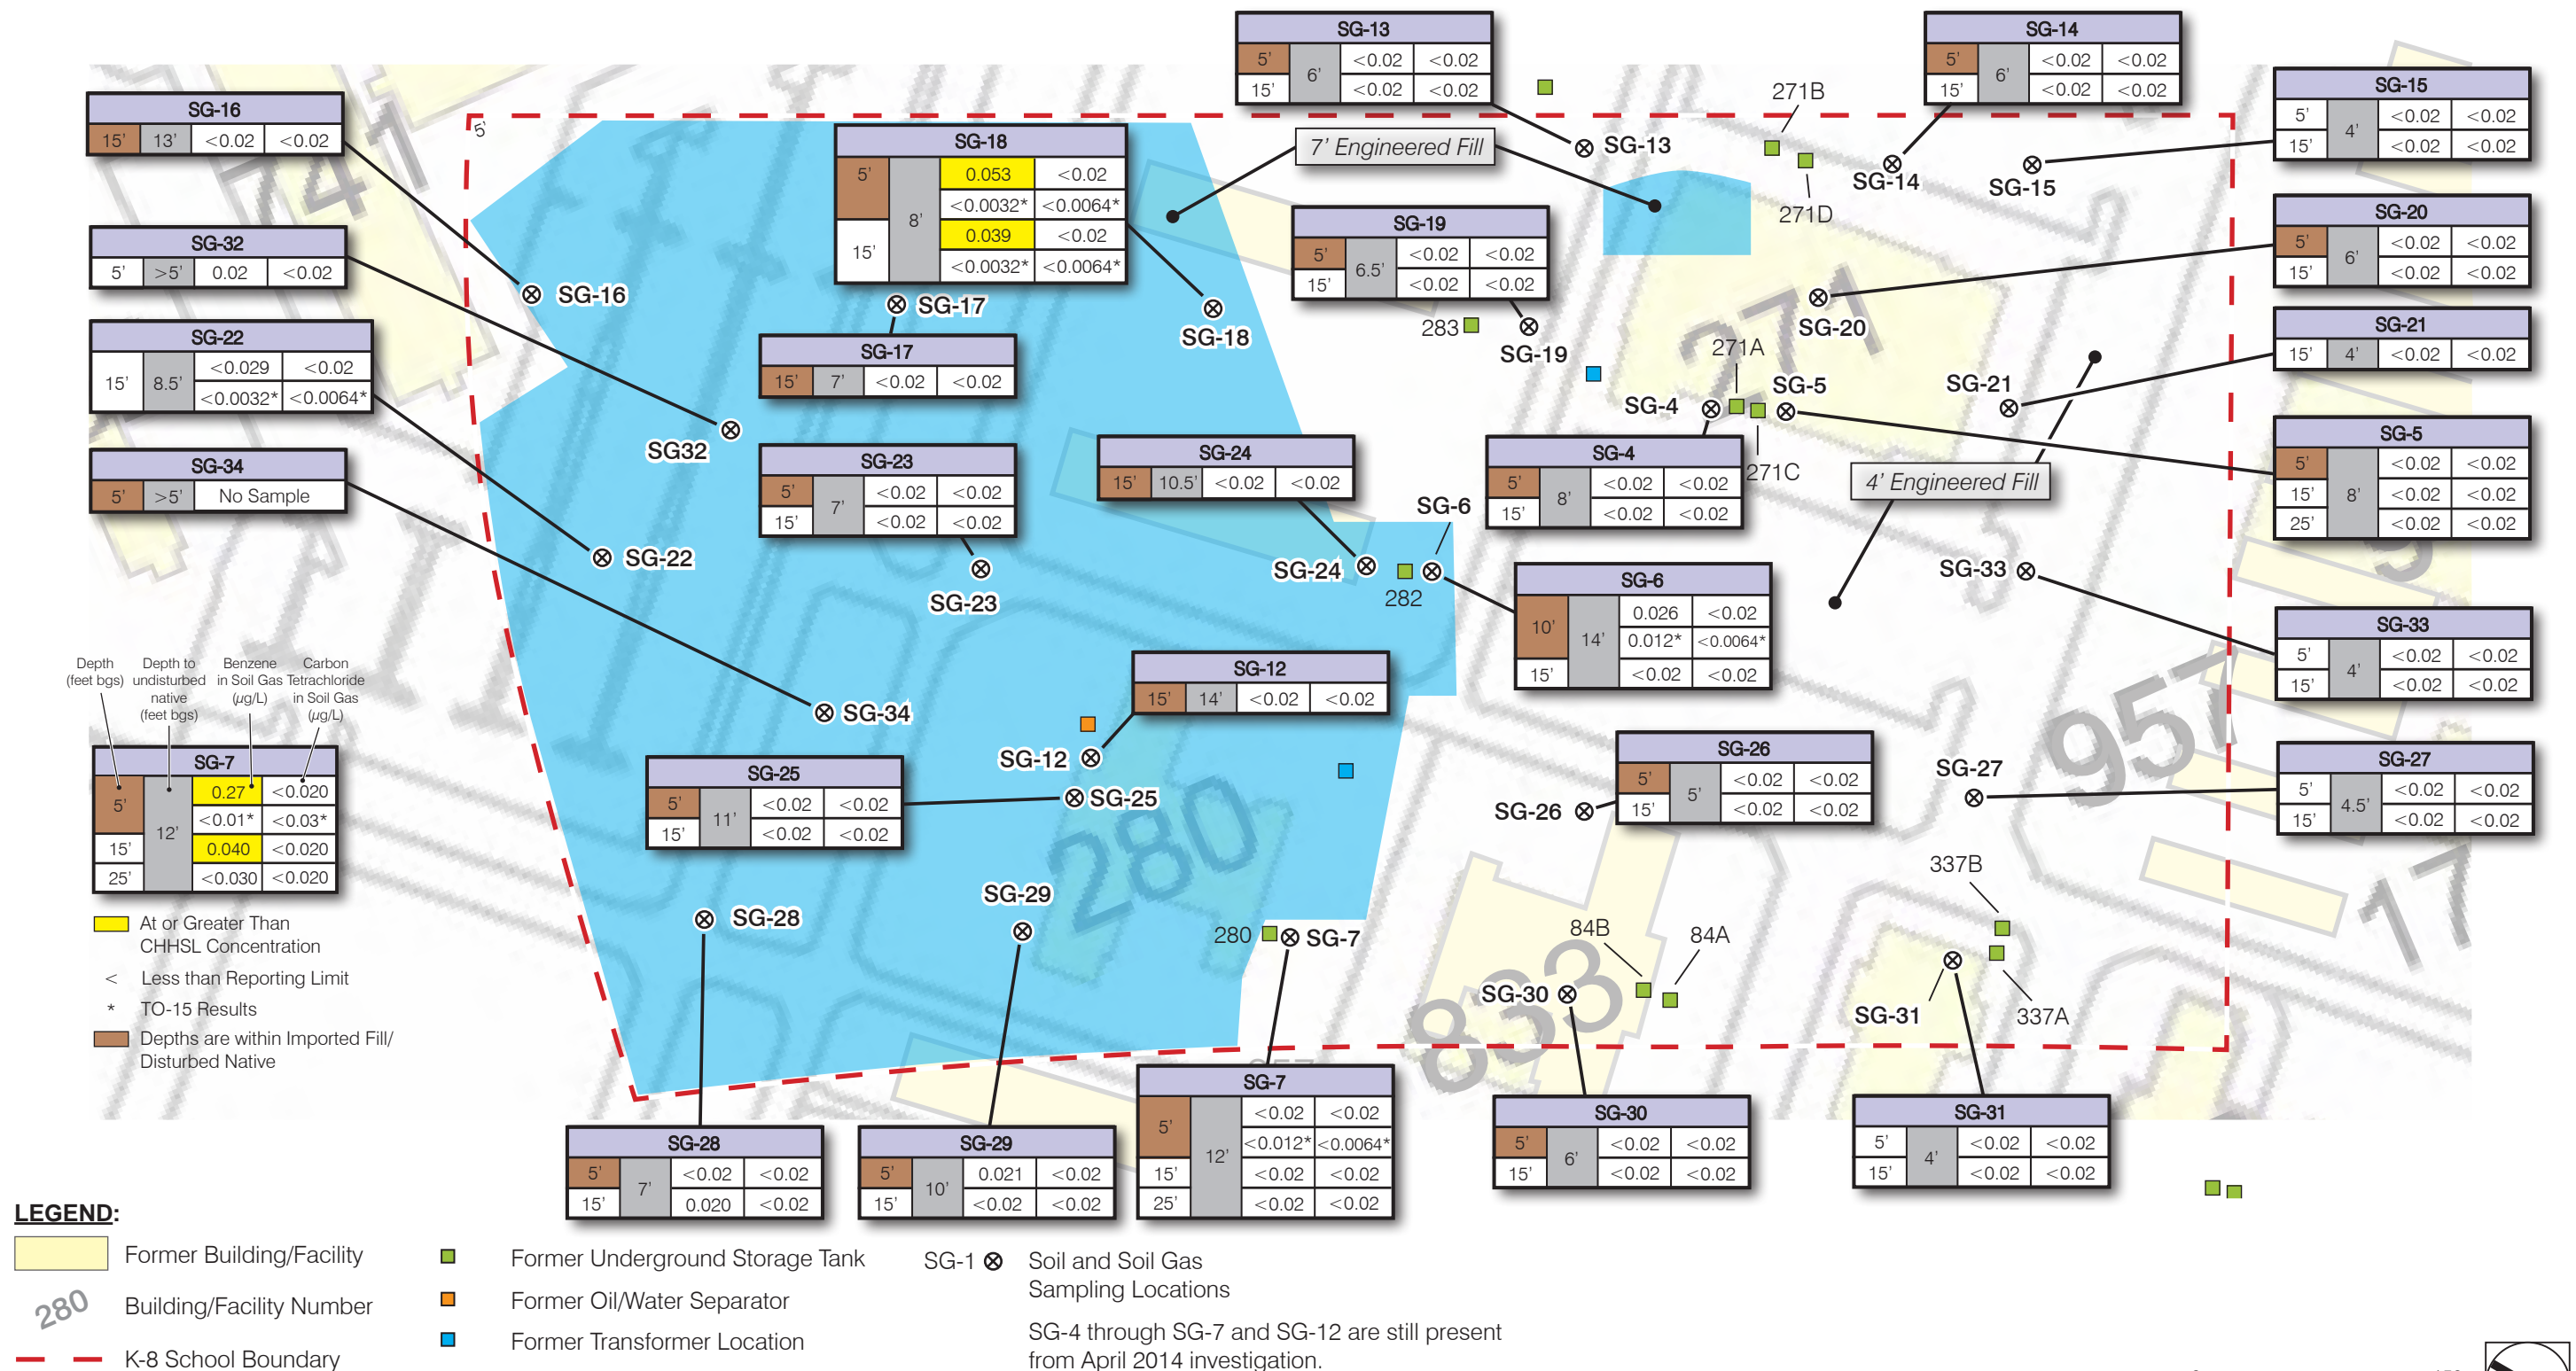 SG-13
5' 6' <0.02 <0.02
15' <0.02 <0.02
SG-14
5' 6' <0.02 <0.02
15' <0.02 <0.02
SG-15
5' 4' <0.02 <0.02
15' <0.02 <0.02
SG-16
15' 13' <0.02 <0.02
5'
SG-18
5' 8' 0.053 <0.02
<0.0032* <0.0064*
15' 0.039 <0.02
<0.0032* <0.0064*
7' Engineered Fill
SG-13
271B
271D
SG-14
SG-15
741
SG-32
5' >5' 0.02 <0.02
SG-19
5' 6.5' <0.02 <0.02
15' <0.02 <0.02
SG-20
5' 6' <0.02 <0.02
15' <0.02 <0.02
SG-16
SG-17
SG-18
283
SG-19
271
SG-20
SG-22
15' 8.5' <0.029 <0.02
<0.0032* <0.0064*
SG-17
15' 7' <0.02 <0.02
SG-21
15' 4' <0.02 <0.02
271A
SG-4
SG-5
SG-21
SG32
SG-34
5' >5' No Sample
SG-23
5' 7' <0.02 <0.02
15' <0.02 <0.02
SG-24
15' 10.5' <0.02 <0.02
SG-4
5' 8' <0.02 <0.02
15' <0.02 <0.02
271C
4' Engineered Fill
SG-5
5' 8' <0.02 <0.02
15' <0.02 <0.02
25' <0.02 <0.02
SG-6
SG-22
SG-23
SG-24
282
SG-33
SG-6
10' 14' 0.026 <0.02
0.012* <0.0064*
15' <0.02 <0.02
SG-33
5' 4' <0.02 <0.02
15' <0.02 <0.02
Depth (feet bgs)
Depth to undisturbed native (feet bgs)
Benzene in Soil Gas (µg/L)
Carbon Tetrachloride in Soil Gas (µg/L)
SG-12
15' 14' <0.02 <0.02
SG-34
957
SG-7
5' 12' 0.27 <0.020
<0.01* <0.03*
15' 0.040 <0.020
25' <0.030 <0.020
SG-12
SG-25
5' 11' <0.02 <0.02
15' <0.02 <0.02
SG-25
280
SG-26
SG-26
5' 5' <0.02 <0.02
15' <0.02 <0.02
SG-27
SG-27
5' 4.5' <0.02 <0.02
15' <0.02 <0.02
337B
17
At or Greater Than
CHHSL Concentration
< Less than Reporting Limit
* TO-15 Results
Depths are within Imported Fill/
Disturbed Native
SG-28
SG-29
280
SG-7
84B
84A
833
SG-30
SG-31
337A
SG-28
5' 7' <0.02 <0.02
15' 0.020 <0.02
SG-29
5' 10' 0.021 <0.02
15' <0.02 <0.02
SG-7
5' 12' <0.02 <0.02
<0.012* <0.0064*
15' <0.02 <0.02
25' <0.02 <0.02
SG-30
5' 6' <0.02 <0.02
15' <0.02 <0.02
SG-31
5' 4' <0.02 <0.02
15' <0.02 <0.02
LEGEND:
Former Building/Facility
280 Building/Facility Number
K-8 School Boundary
Former Underground Storage Tank
Former Oil/Water Separator
Former Transformer Location
SG-1 Soil and Soil Gas
Sampling Locations
SG-4 through SG-7 and SG-12 are still present
from April 2014 investigation.